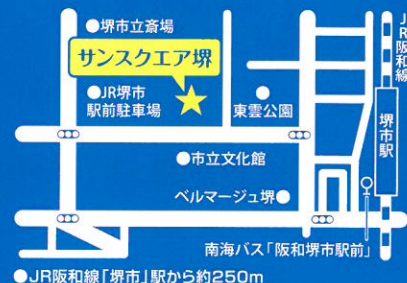 ●堺市立斎場
サンスクエア堺
●JR堺市
駅前駐車場
東雲公園
JR阪和線
堺市駅
●市立文化館
ベルマージュ堺●
南海バス「阪和堺市駅前」
●JR阪和線「堺市」駅から約250m